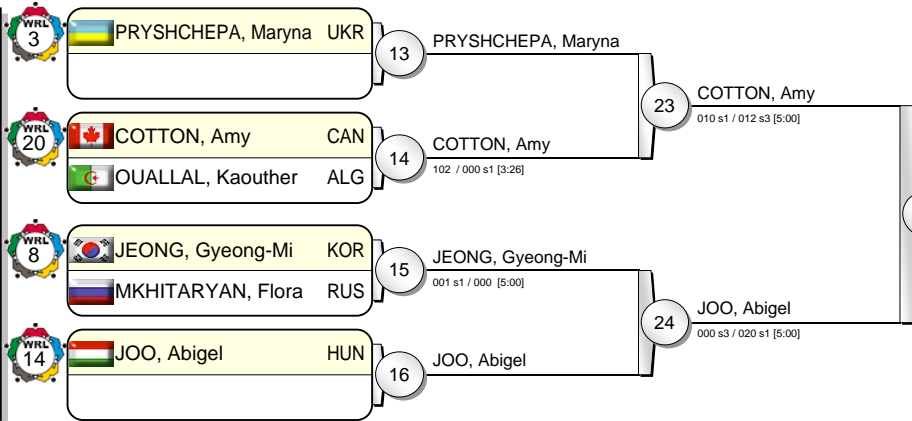 WRL
3
PRYSHCHEPA, Maryna UKR
13
PRYSHCHEPA, Maryna
WRL
20
COTTON, Amy CAN
OUALLAL, Kaouther ALG
14
COTTON, Amy
102 / 000 s1 [3:26]
23
COTTON, Amy
010 s1 / 012 s3 [5:00]
WRL
8
JEONG, Gyeong-Mi KOR
MKHITARYAN, Flora RUS
15
JEONG, Gyeong-Mi
001 s1 / 000 [5:00]
WRL
14
JOO, Abigel HUN
16
JOO, Abigel
24
JOO, Abigel
000 s3 / 020 s1 [5:00]